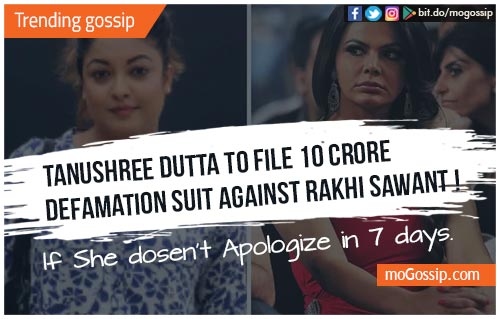 Trending gossip
bit.do/mogossip
TANUSHREE DUTTA TO FILE 10 CRORE
DEFAMATION SUIT AGAINST RAKHI SAWANT !
If She dosen't Apologize in 7 days.
moGossip.com